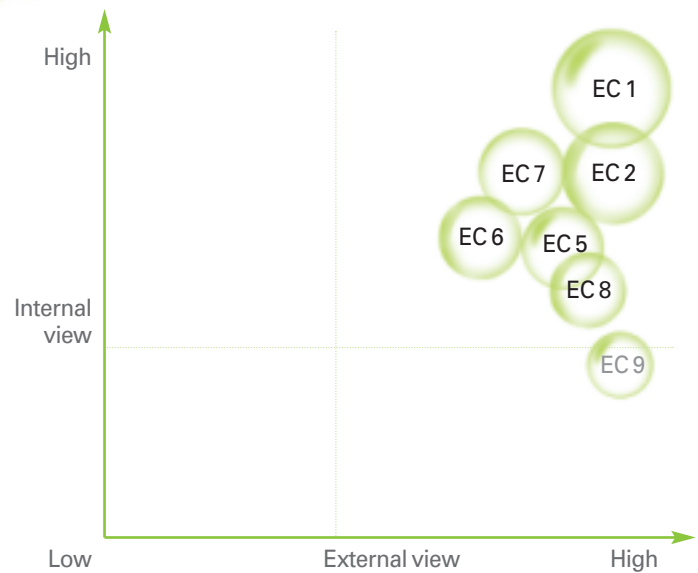 High
EC 1
EC 7
EC 2
EC 6
EC 5
EC 8
Internal
view
EC 9
Low
External view
High